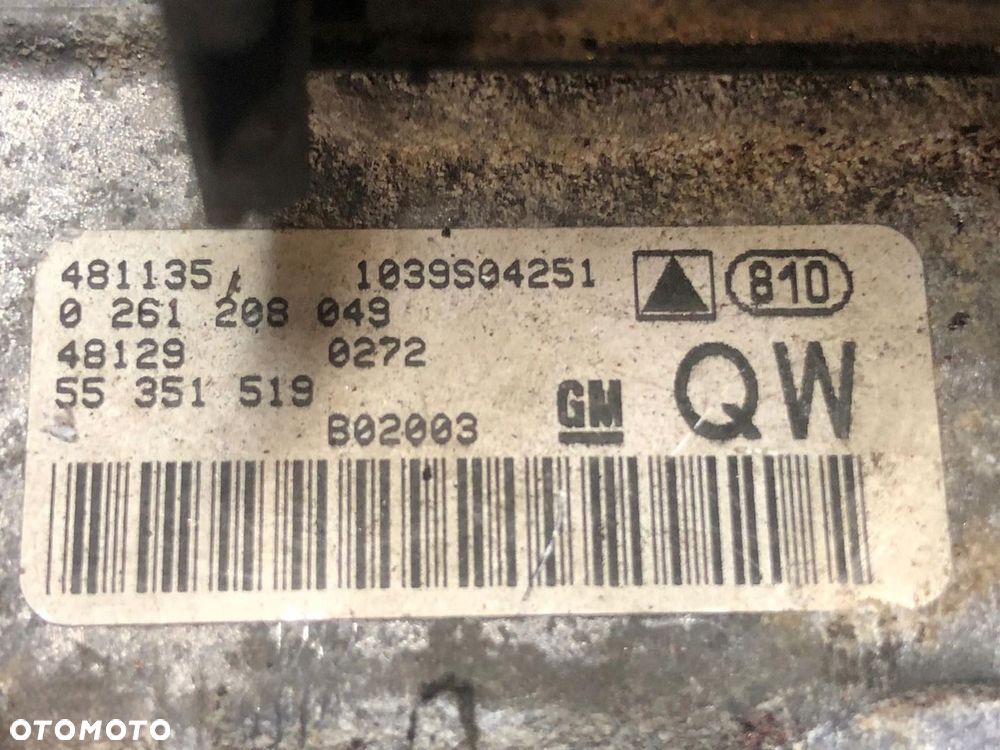 481135 1039S04251 810
0 261 208 049
48129 0272
55 351 519
GM QW
B02003
OTOMOTO